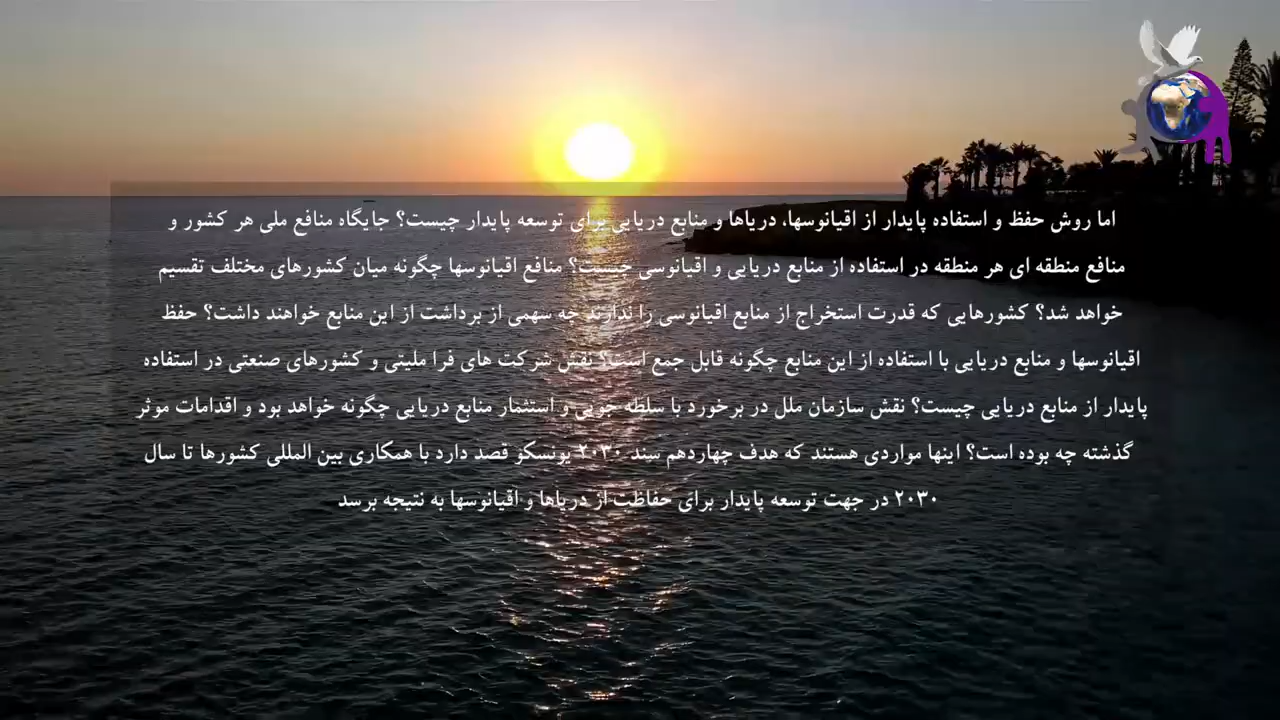 اما روش حفظ و استفاده پایدار از اقیانوسها، دریاها و منابع دریایی برای توسعه پایدار چیست؟ جایگاه منافع ملی هر کشور و
منافع منطقه ای هر منطقه در استفاده از منابع دریایی و اقیانوسی چیست؟ منافع اقیانوسها چگونه میان کشورهای مختلف تقسیم
خواهد شد؟ کشورهایی که قدرت استخراج از منابع اقیانوسی را ندارند چه سهمی از برداشت از این منابع خواهند داشت؟ حفظ
اقیانوسها و منابع دریایی با استفاده از این منابع چگونه قابل جمع است؟ نقش شرکت های فرا ملیتی و کشورهای صنعتی در استفاده
پایدار از منابع دریایی چیست؟ نقش سازمان ملل در برخورد با سلطه جویی و استثمار منابع دریایی چگونه خواهد بود و اقدامات موثر
گذشته چه بوده است؟ اینها مواردی هستند که هدف چهاردهم سند ۲۰۳۰ یونسکو قصد دارد با همکاری بین المللی کشورها تا سال
۲۰۳۰ در جهت توسعه پایدار برای حفاظت از دریاها و اقیانوسها به نتیجه برسد